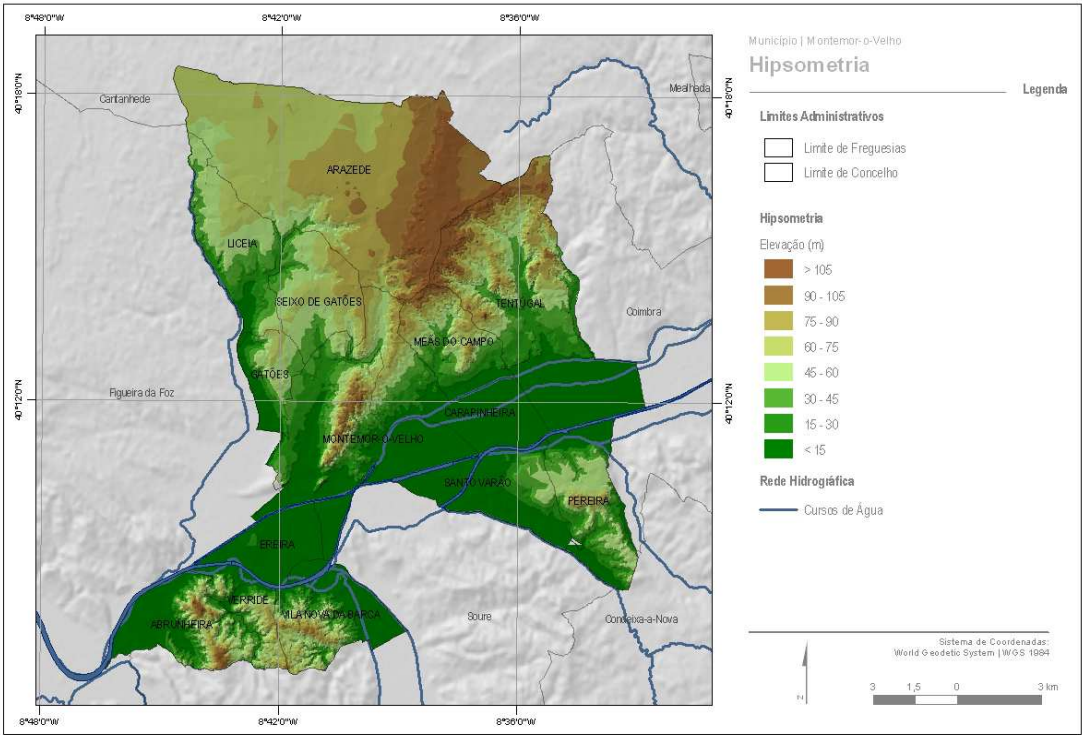 8°48'0"W 8°42'0"W 8°36'0"W
40°18'0"N
40°18'0"N
Cantanhede
Mealhada
ARAZEDE
LICEIA
SEIXO DE GATÕES
TENTUGAL
Coimbra
MEÃS DO CAMPO
GATÕES
Figueira da Foz
40°12'0"N
40°12'0"N
CARAPINHEIRA
MONTEMOR-O-VELHO
SANTO VARÃO
PEREIRA
EREIRA
VERRIDE
VILA NOVA DA BARCA
ABRUNHEIRA
Soure
Condeixa-a-Nova
8°48'0"W 8°42'0"W 8°36'0"W
Município | Montemor-o-Velho
Hipsometria
Legenda
Limites Administrativos
Limite de Freguesias
Limite de Concelho
Hipsometria
Elevação (m)
> 105
90 - 105
75 - 90
60 - 75
45 - 60
30 - 45
15 - 30
< 15
Rede Hidrográfica
Cursos de Água
Sistema de Coordenadas:
World Geodetic System | WGS 1984
N
3 1,5 0 3 km